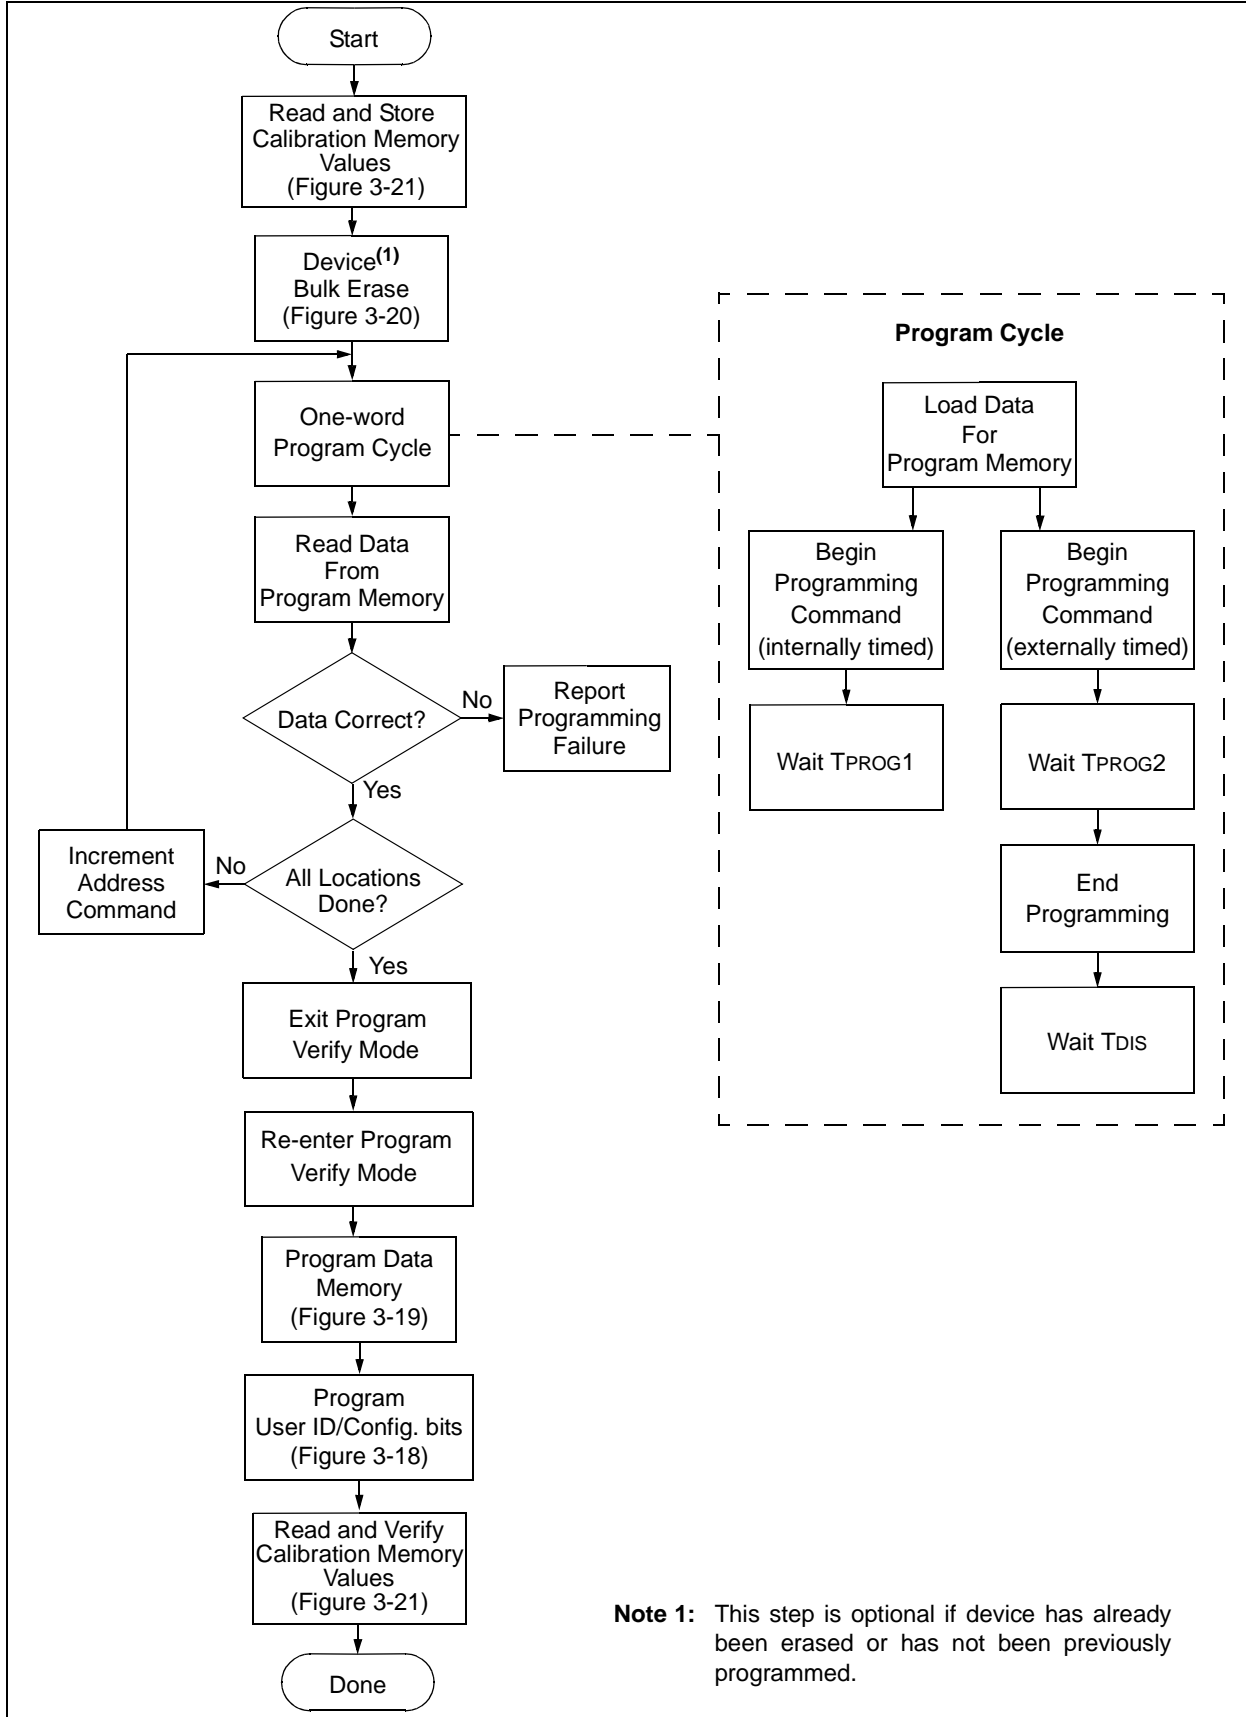 Start
Read and Store
Calibration Memory
Values
(Figure 3-21)
Device(1)
Bulk Erase
(Figure 3-20)
One-word
Program Cycle
Read Data
From
Program Memory
Data Correct?
No
Report
Programming
Failure
Yes
All Locations
Done?
No
Increment
Address
Command
Yes
Exit Program
Verify Mode
Re-enter Program
Verify Mode
Program Data
Memory
(Figure 3-19)
Program
User ID/Config. bits
(Figure 3-18)
Read and Verify
Calibration Memory
Values
(Figure 3-21)
Done
Program Cycle
Load Data
For
Program Memory
Begin
Programming
Command
(internally timed)
Wait TPROG1
Begin
Programming
Command
(externally timed)
Wait TPROG2
End
Programming
Wait TDIS
Note 1: This step is optional if device has already
been erased or has not been previously
programmed.